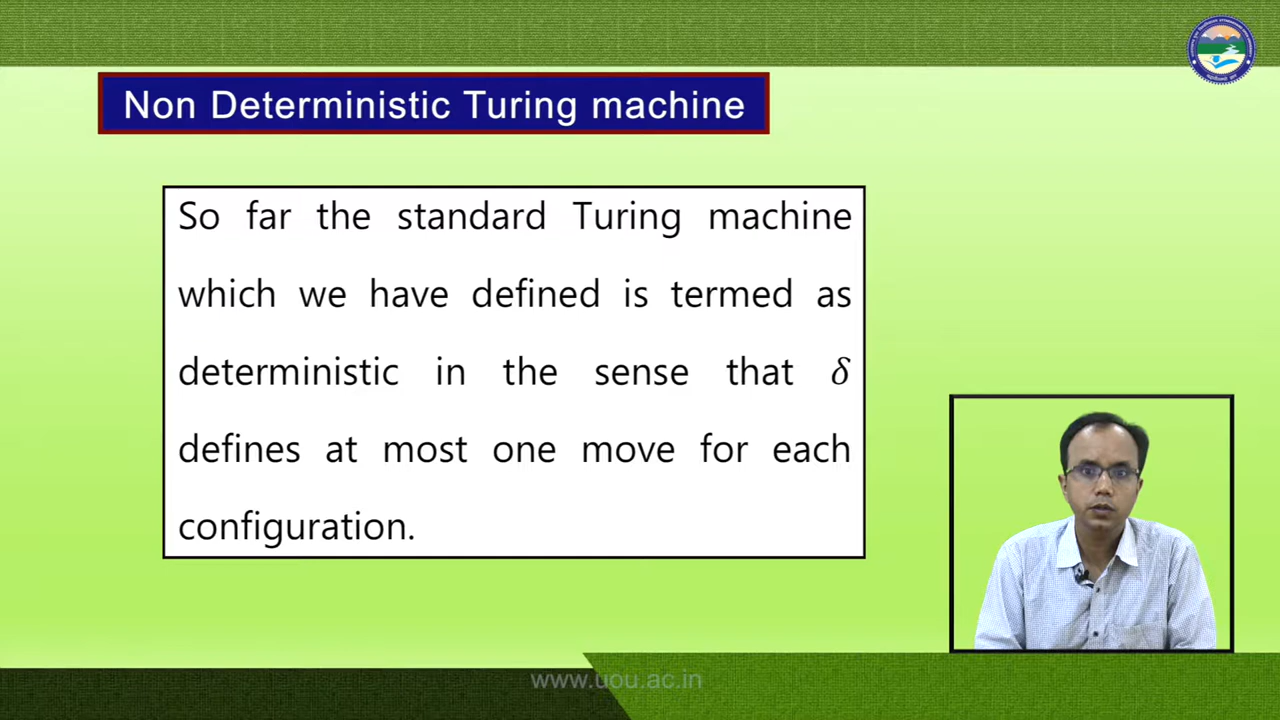 Non Deterministic Turing machine
So far the standard Turing machine
which we have defined is termed as
deterministic in the sense that δ
defines at most one move for each
configuration.
www.uou.ac.in